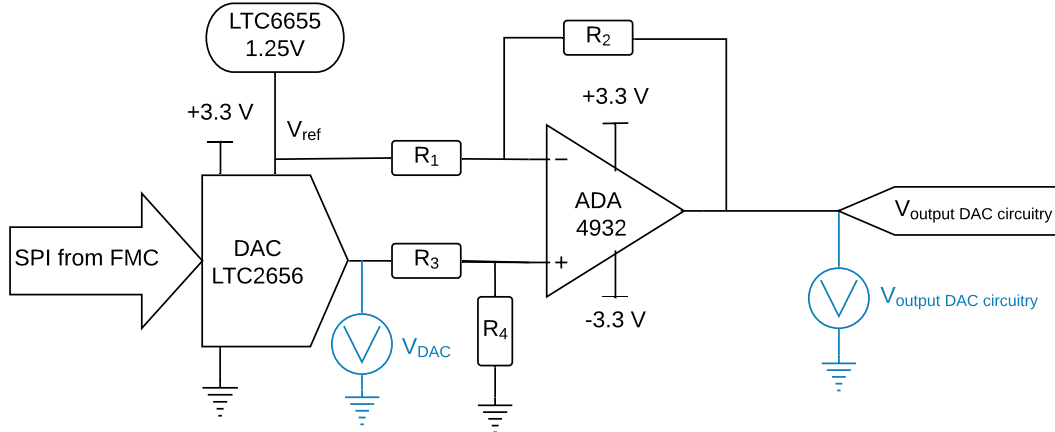 LTC6655
1.25V
R2
+3.3 V
+3.3 V
Vref
R1
−
ADA
4932
Voutput DAC circuitry
SPI from FMC
DAC
LTC2656
R3
+
Voutput DAC circuitry
-3.3 V
R4
VDAC